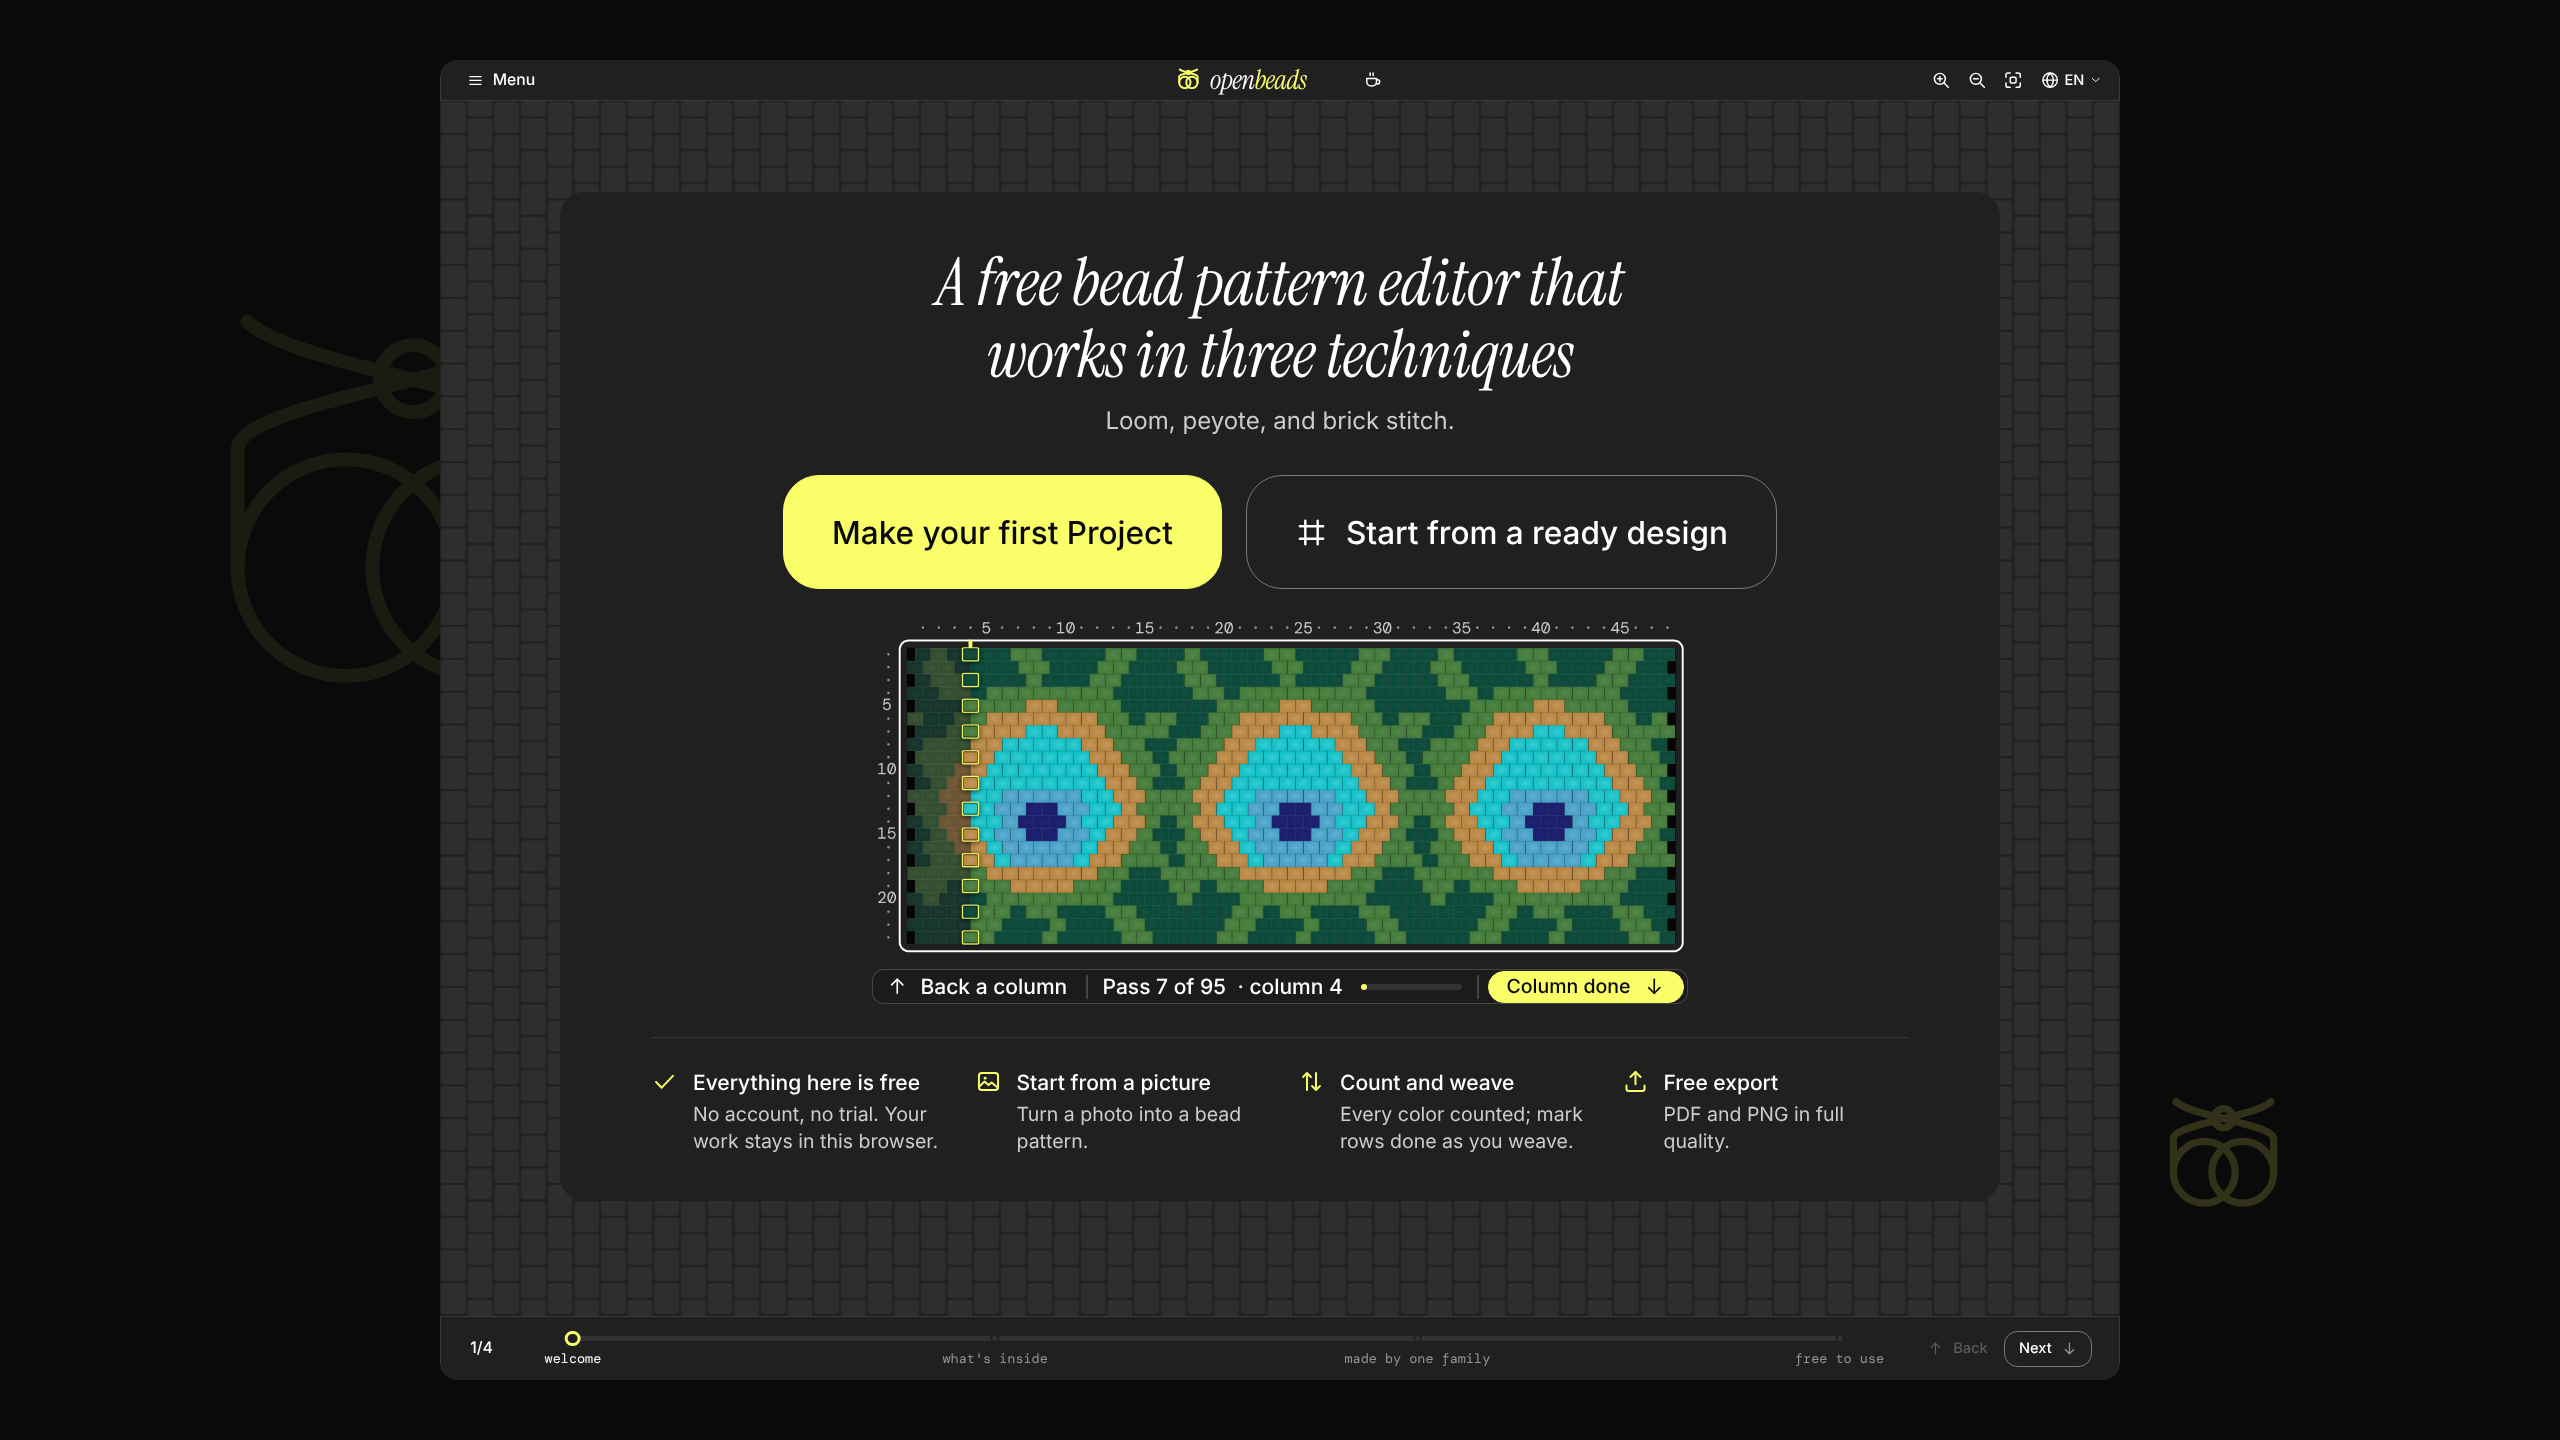 Menu
openbeads
EN
A free bead pattern editor that
works in three techniques
Loom, peyote, and brick stitch.
Make your first Project
Start from a ready design
5 10 15 20 25 30 35 40 45
5
10
15
20
Back a column
Pass 7 of 95 · column 4
Column done
Everything here is free
No account, no trial. Your
work stays in this browser.
Start from a picture
Turn a photo into a bead
pattern.
Count and weave
Every color counted; mark
rows done as you weave.
Free export
PDF and PNG in full
quality.
1/4
welcome
what's inside
made by one family
free to use
Back
Next